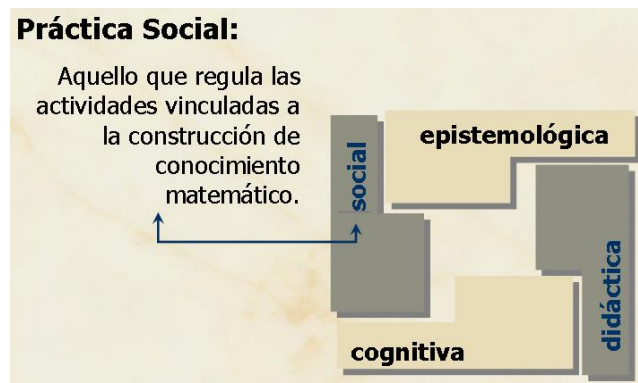 Práctica Social:
Aquello que regula las
actividades vinculadas a
la construcción de
conocimiento
matemático.
social
epistemológica
didáctica
cognitiva